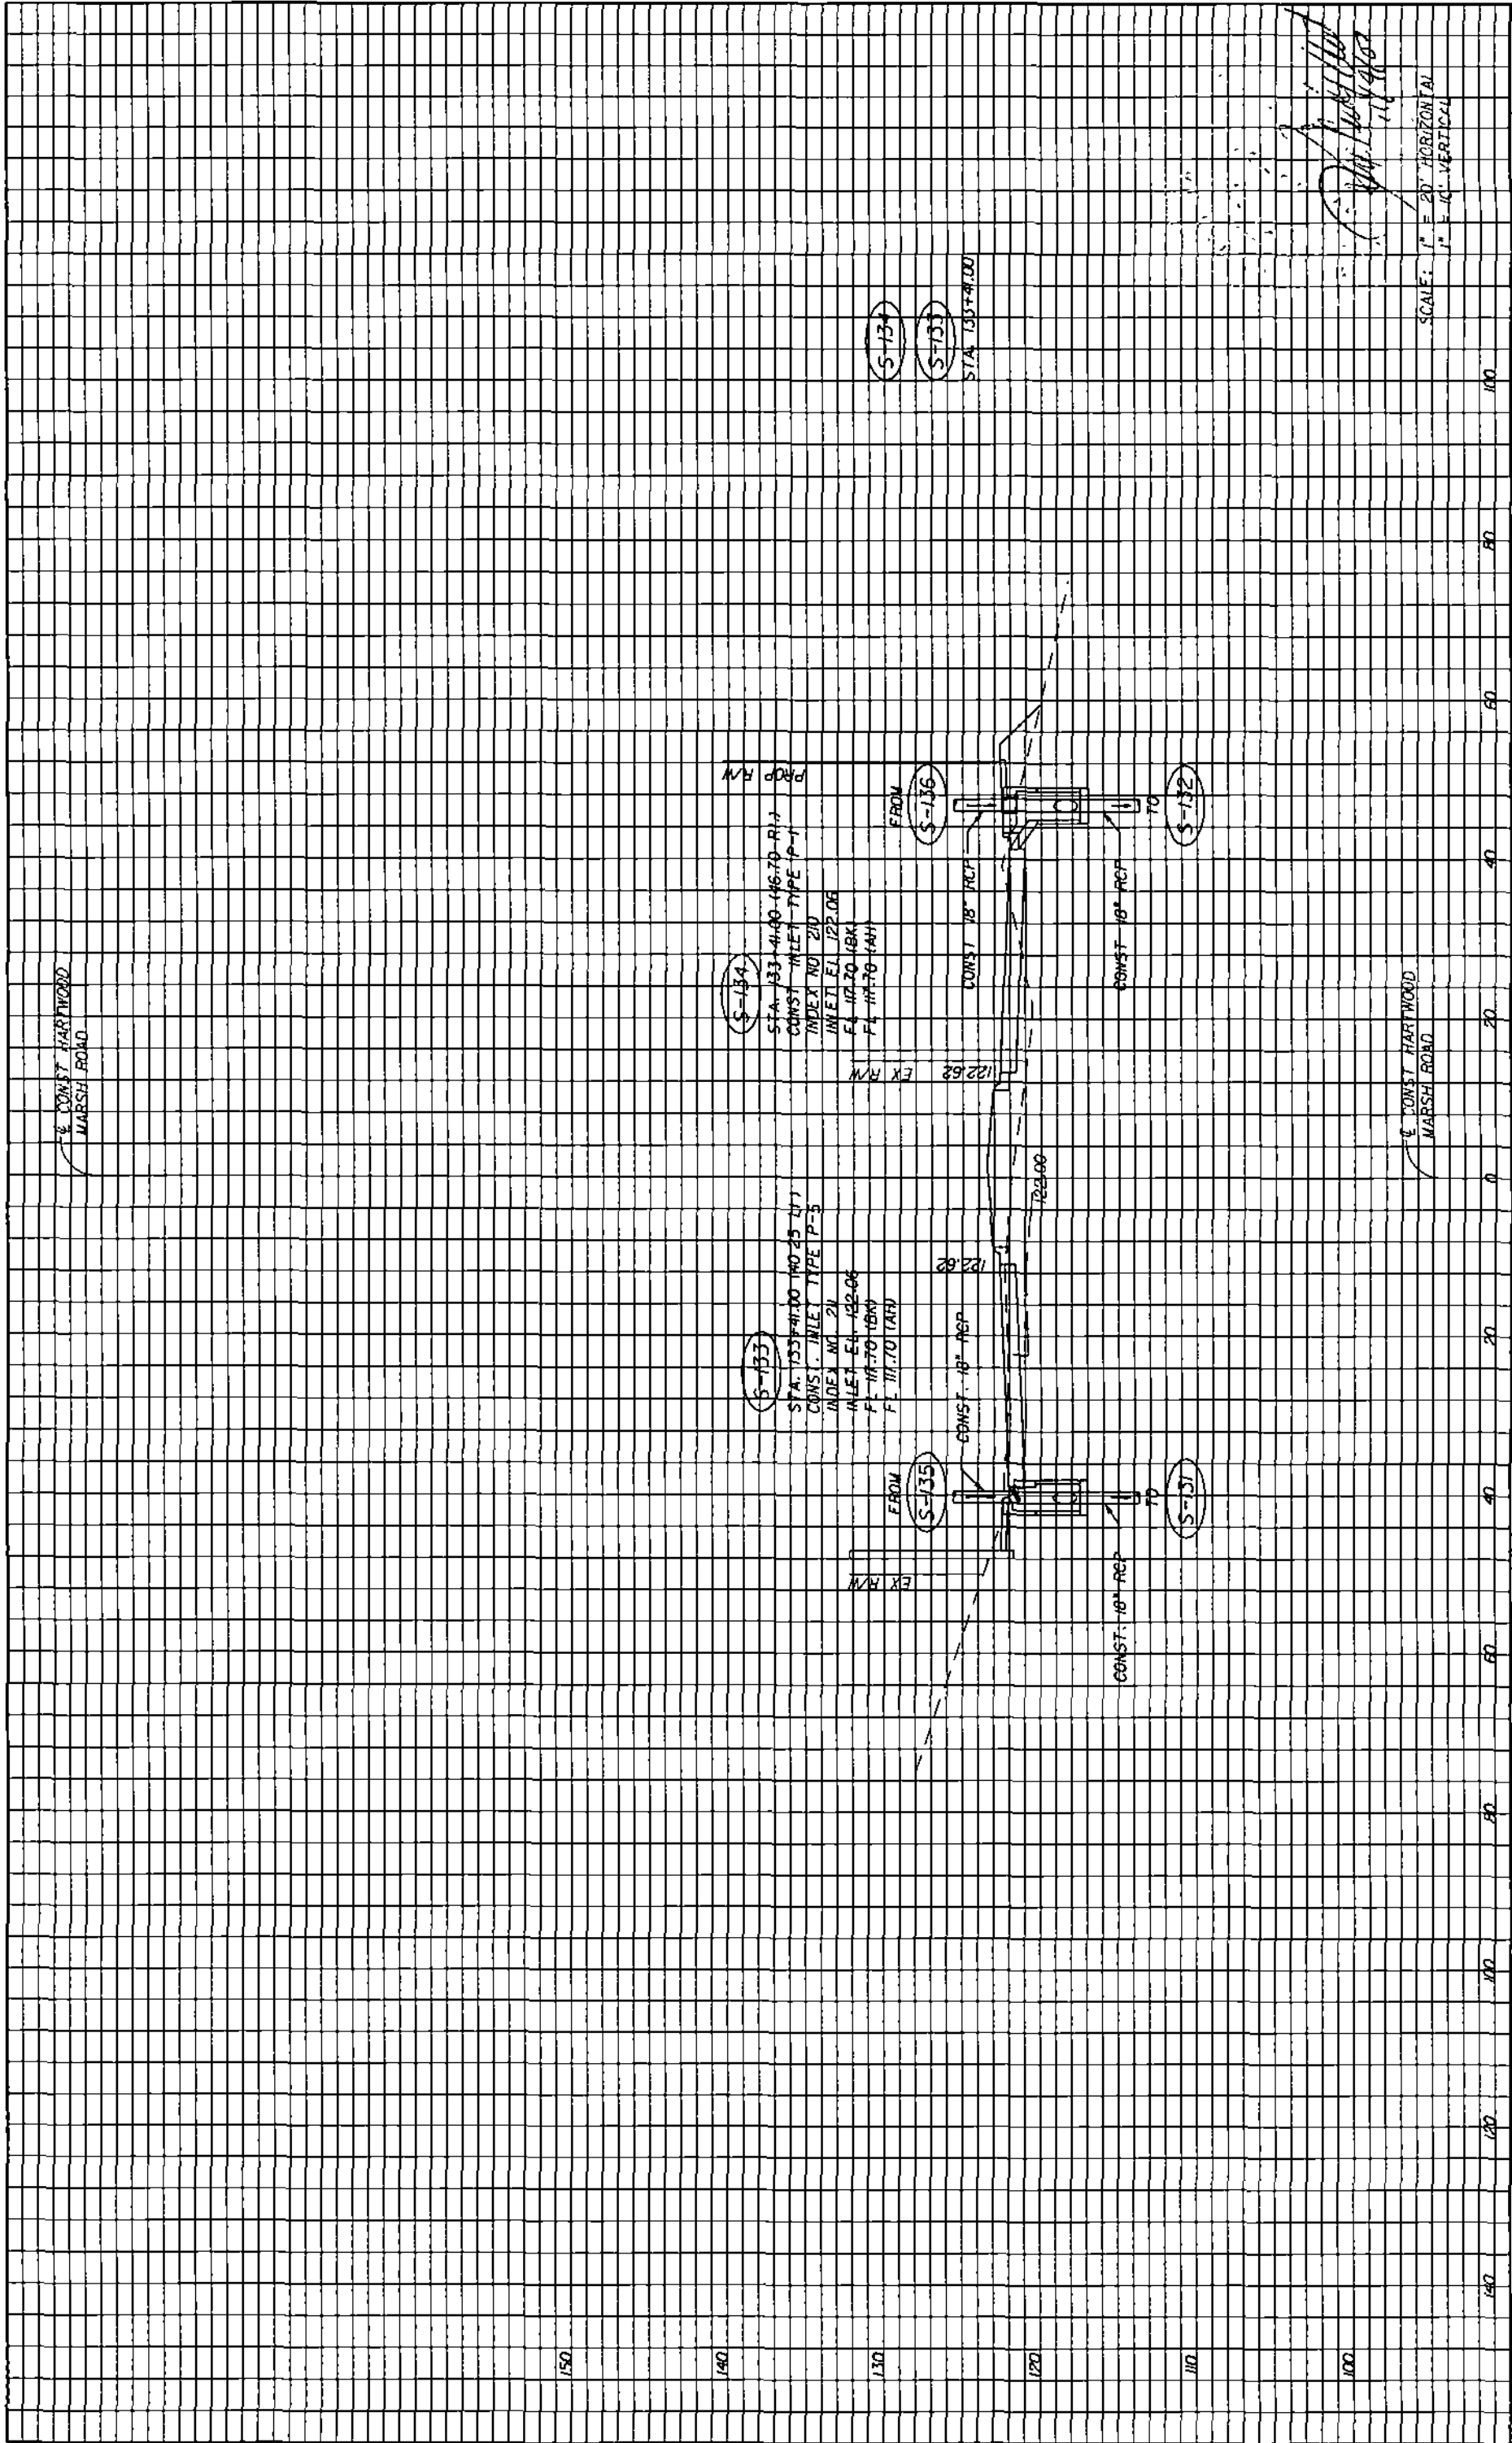 ℄ CONST HARTWOOD
MARSH ROAD
150
140
130
120
110
100
S-133
STA. 133+41.00 (40.25 LT)
CONST. INLET TYPE P-5
INDEX NO. 211
INLET EL. 122.06
FL 117.70 (BK)
FL 117.70 (AH)
S-134
STA. 133+41.00 (46.70 RT.)
CONST INLET TYPE P-1
INDEX NO 210
INLET EL 122.06
FL 117.70 (BK)
FL 117.70 (AH)
PROP R/W
EX R/W
EX R/W
FROM
S-135
CONST. 18" RCP
122.62
122.62
122.00
FROM
S-136
CONST 18" RCP
CONST. 18" RCP
TO
S-131
CONST 18" RCP
TO
S-132
S-134
S-133
STA. 133+41.00
℄ CONST HARTWOOD
MARSH ROAD
SCALE: 1" = 20' HORIZONTAL
1" = 10' VERTICAL
140
120
100
80
60
40
20
0
20
40
60
80
100